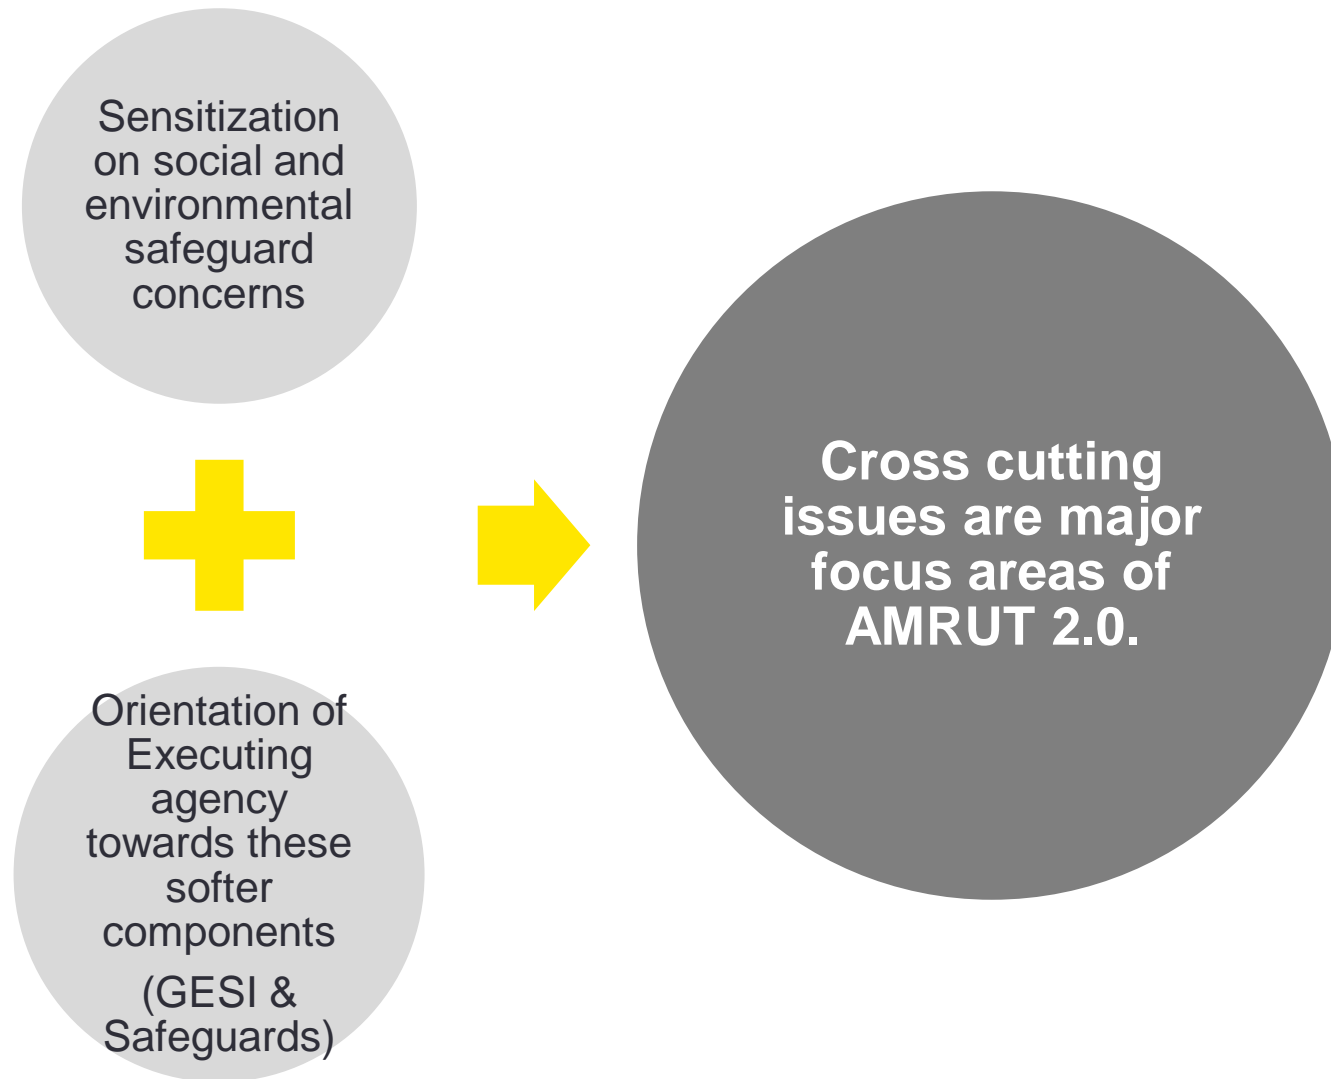 Sensitization
on social and
environmental
safeguard
concerns
Orientation of
Executing
agency
towards these
softer
components
(GESI &
Safeguards)
Cross cutting
issues are major
focus areas of
AMRUT 2.0.